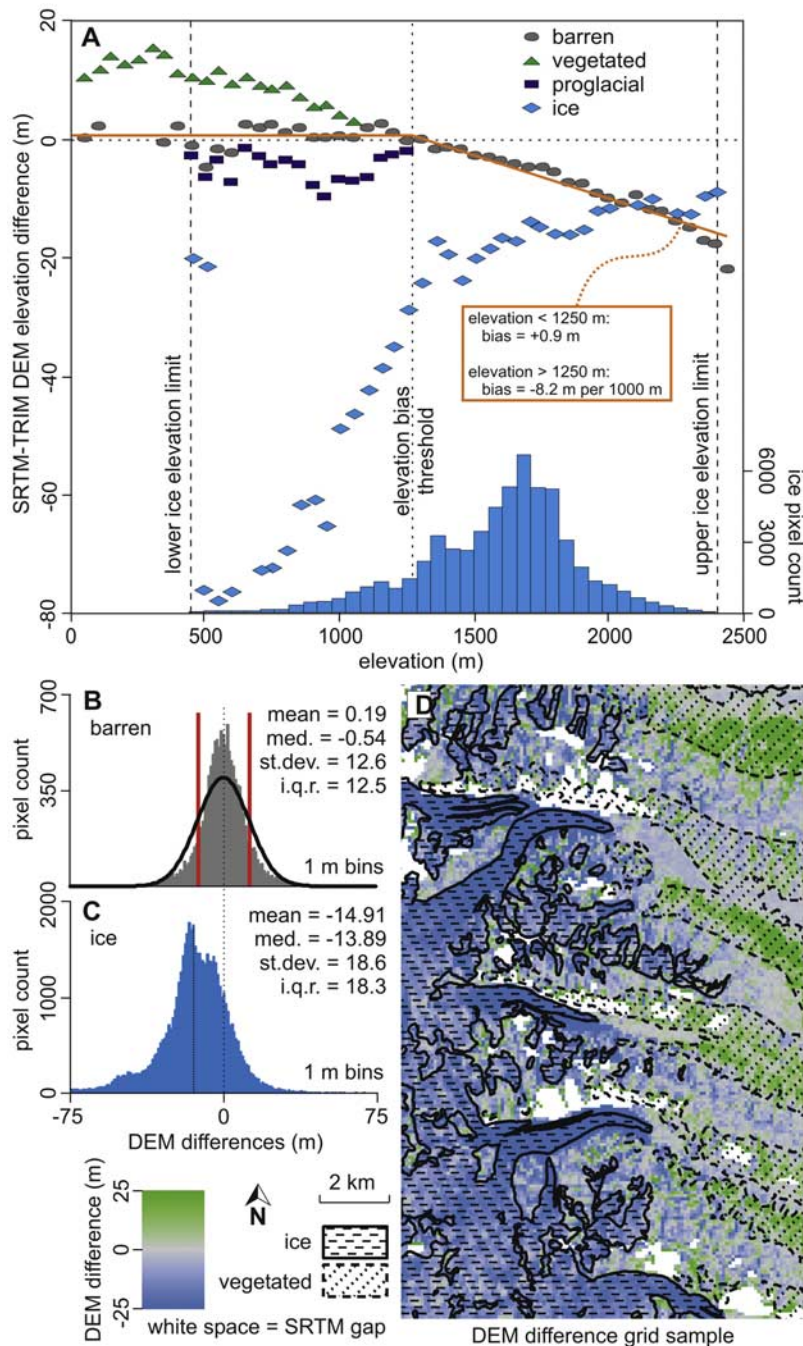 A
barren
vegetated
proglacial
ice
20
0
20
-40
-60
-80
SRTM-TRIM DEM elevation difference (m)
lower ice elevation limit
elevation bias
threshold
upper ice elevation limit
elevation < 1250 m:
bias = +0.9 m
elevation > 1250 m:
bias = -8.2 m per 1000 m
6000
3000
0
ice pixel count
0
500
1000
1500
2000
2500
elevation (m)
B
barren
700
350
0
pixel count
mean = 0.19
med. = -0.54
st.dev. = 12.6
i.q.r. = 12.5
1 m bins
C
ice
2000
1000
0
pixel count
mean = -14.91
med. = -13.89
st.dev. = 18.6
i.q.r. = 18.3
1 m bins
-75
0
75
DEM differences (m)
DEM difference (m)
25
0
-25
N
2 km
ice
vegetated
white space = SRTM gap
D
DEM difference grid sample